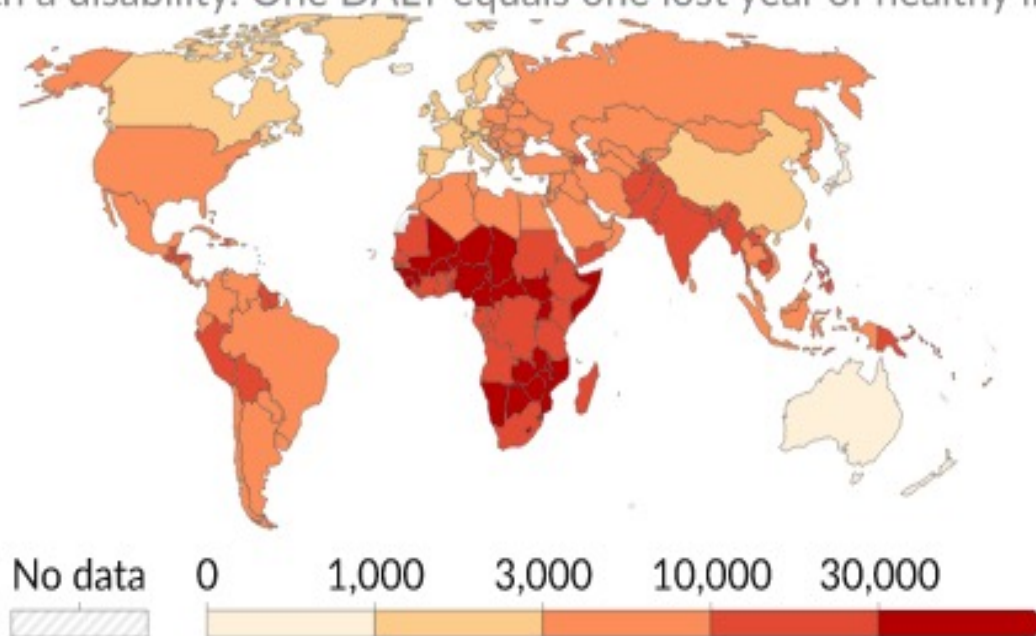 a disability. One DALY equals one lost year of healthy
No data 0 1,000 3,000 10,000 30,000